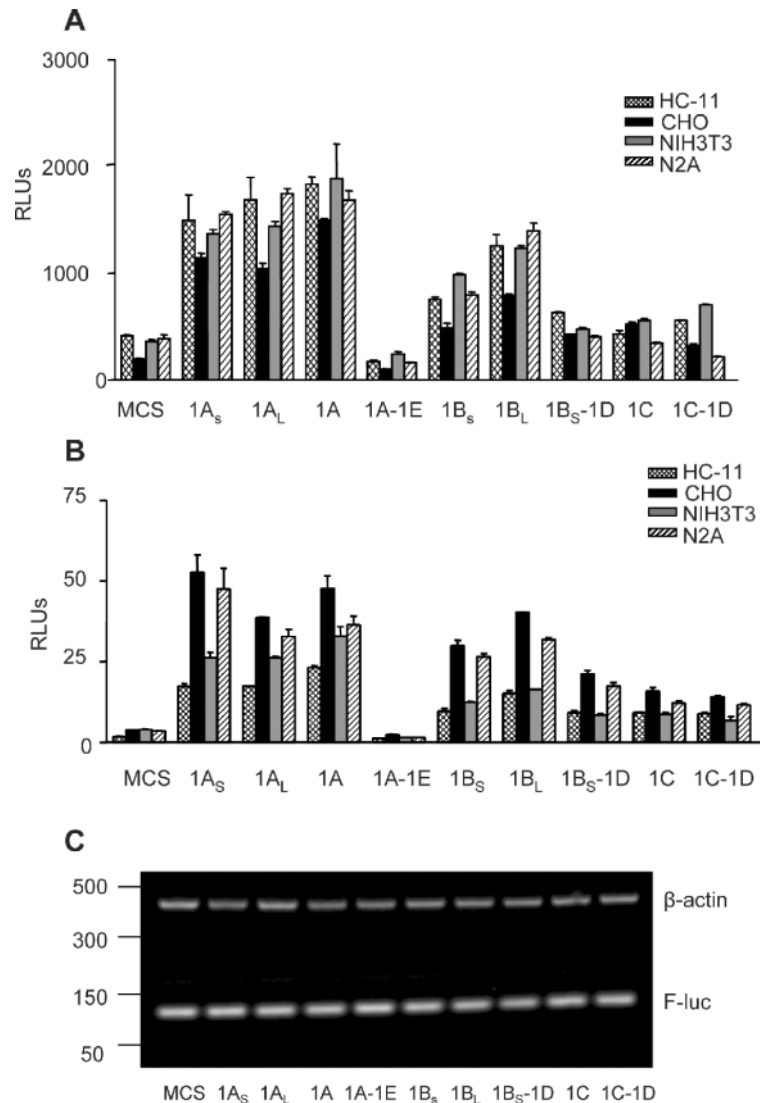 A
3000
2000
1000
0
RLUs
HC-11
CHO
NIH3T3
N2A
MCS 1As 1AL 1A 1A-1E 1Bs 1BL 1BS-1D 1C 1C-1D
B
75
50
25
0
RLUs
HC-11
CHO
NIH3T3
N2A
MCS 1AS 1AL 1A 1A-1E 1BS 1BL 1BS-1D 1C 1C-1D
C
500
300
150
50
β-actin
F-luc
MCS 1AS 1AL 1A 1A-1E 1Bs 1BL 1BS-1D 1C 1C-1D